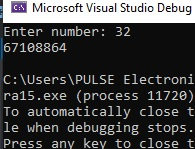 Microsoft Visual Studio Debug
Enter number: 32
67108864
C:\Users\PULSE Electroni
ra15.exe (process 11720)
To automatically close t
le when debugging stops.
Press any key to close t